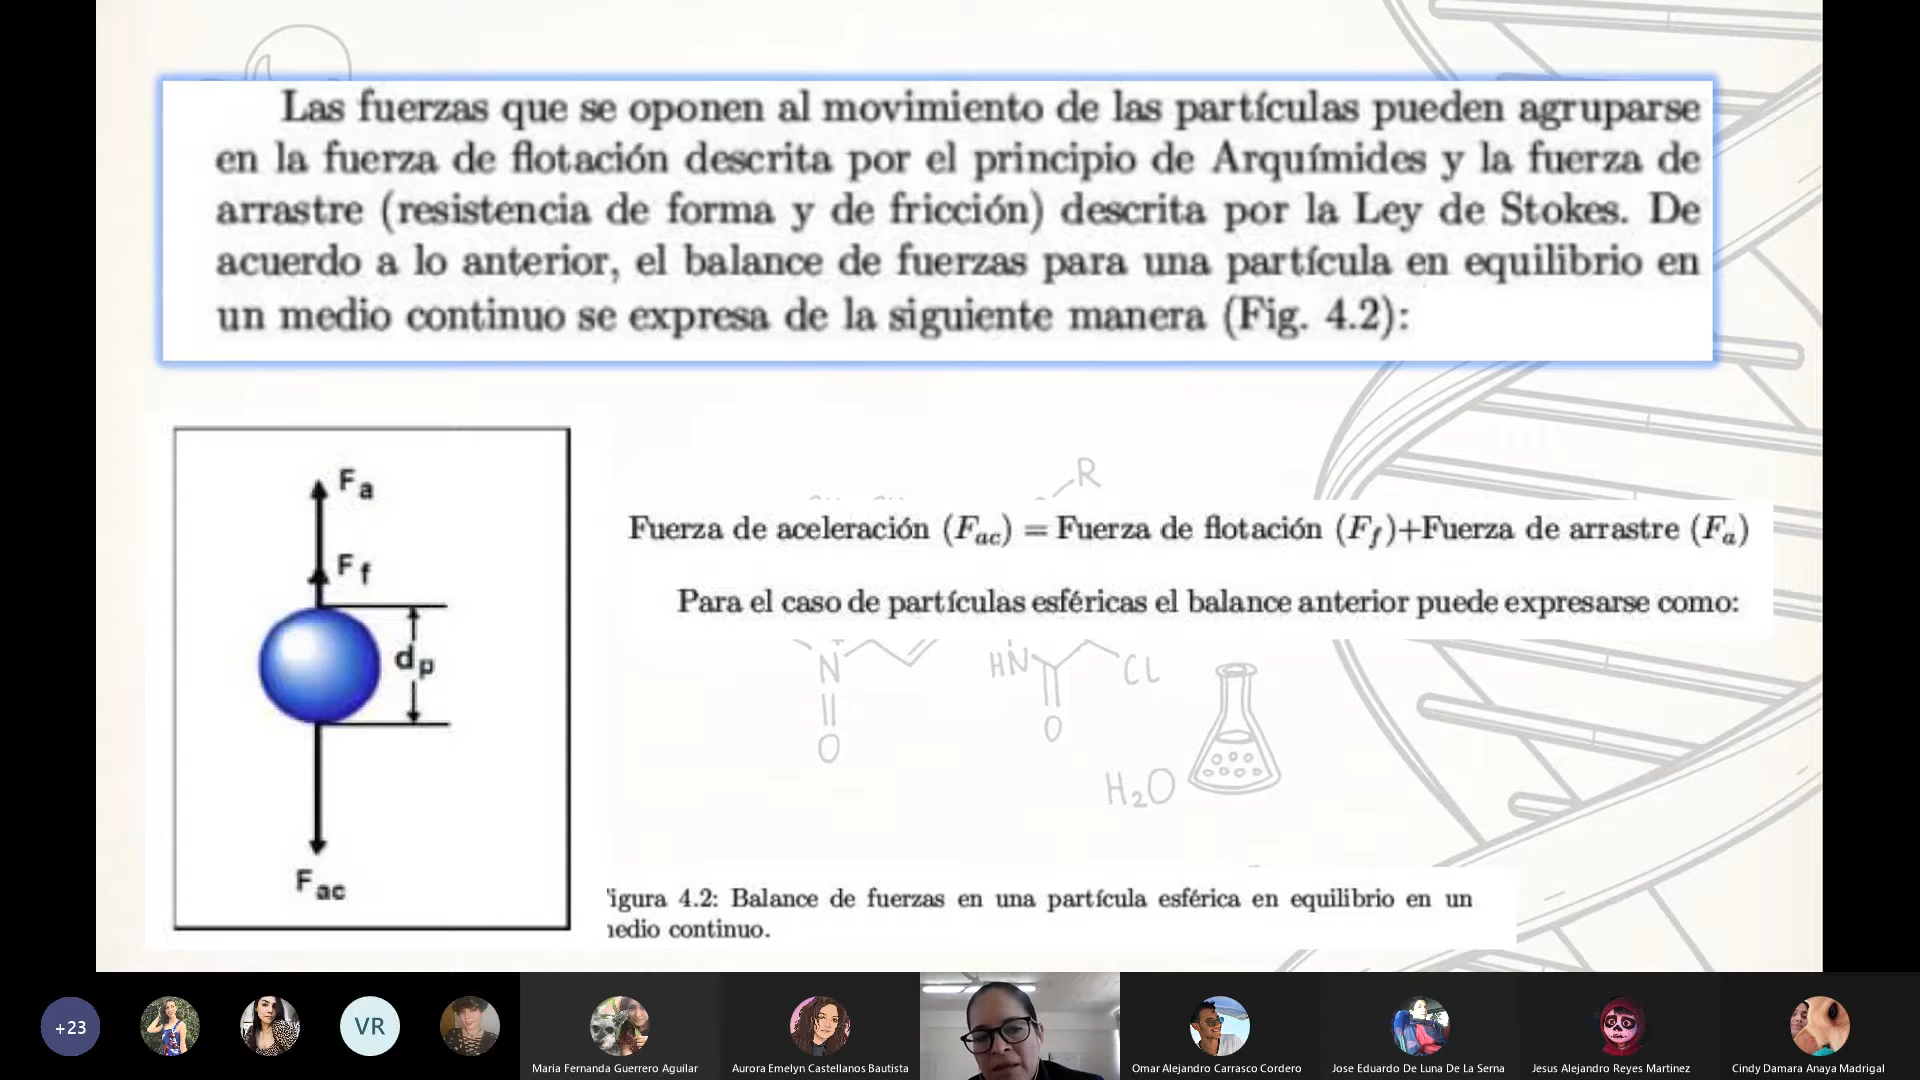 Las fuerzas que se oponen al movimiento de las partículas pueden agruparse
en la fuerza de flotación descrita por el principio de Arquímides y la fuerza de
arrastre (resistencia de forma y de fricción) descrita por la Ley de Stokes. De
acuerdo a lo anterior, el balance de fuerzas para una partícula en equilibrio en
un medio continuo se expresa de la siguiente manera (Fig. 4.2):
Fa
Ff
dp
Fac
R
Fuerza de aceleración (Fac) = Fuerza de flotación (Ff)+Fuerza de arrastre (Fa)
Para el caso de partículas esféricas el balance anterior puede expresarse como:
N
O
HN
O
CL
H2O
igura 4.2: Balance de fuerzas en una partícula esférica en equilibrio en un
edio continuo.
+23
VR
Maria Fernanda Guerrero Aguilar
Aurora Emelyn Castellanos Bautista
Omar Alejandro Carrasco Cordero
Jose Eduardo De Luna De La Serna
Jesus Alejandro Reyes Martinez
Cindy Damara Anaya Madrigal